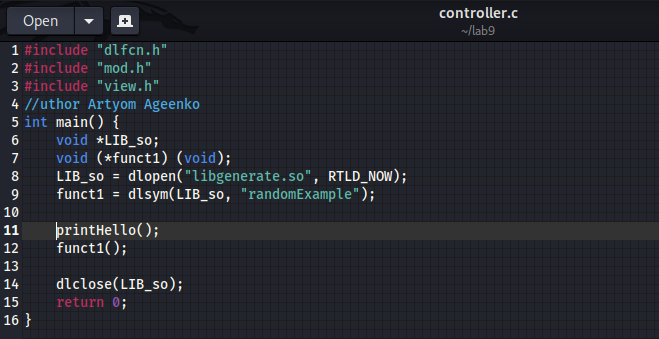 Open
controller.c
~/lab9
1 #include "dlfcn.h"
2 #include "mod.h"
3 #include "view.h"
4 //uthor Artyom Ageenko
5 int main() {
6     void *LIB_so;
7     void (*funct1) (void);
8     LIB_so = dlopen("libgenerate.so", RTLD_NOW);
9     funct1 = dlsym(LIB_so, "randomExample");
10
11     printHello();
12     funct1();
13
14     dlclose(LIB_so);
15     return 0;
16 }